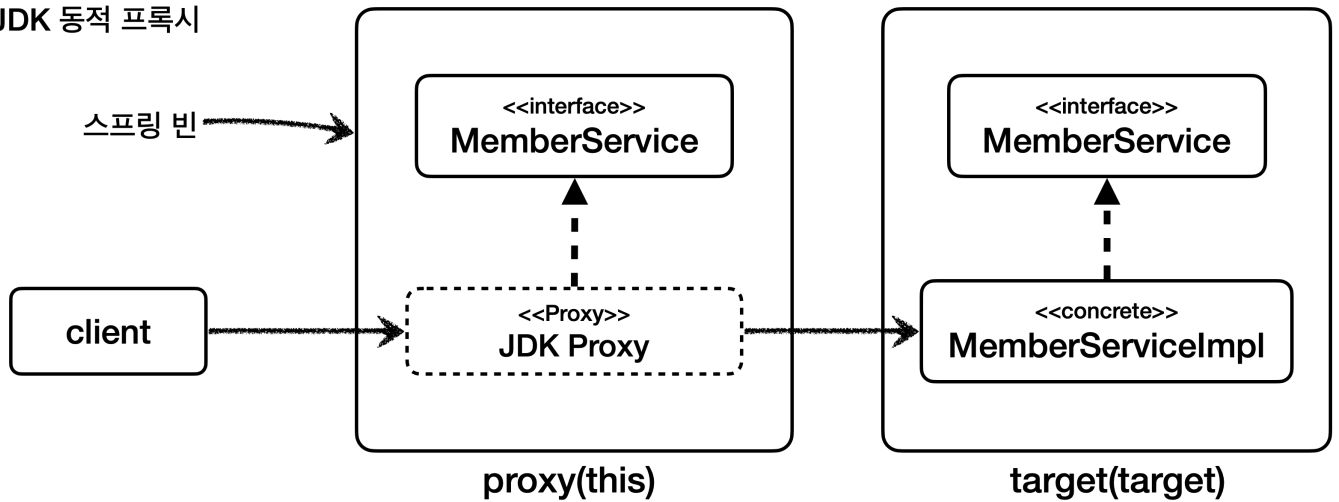 JDK 동적 프록시
스프링 빈
<<interface>>
MemberService
<<interface>>
MemberService
client
<<Proxy>>
JDK Proxy
<<concrete>>
MemberServiceImpl
proxy(this)
target(target)